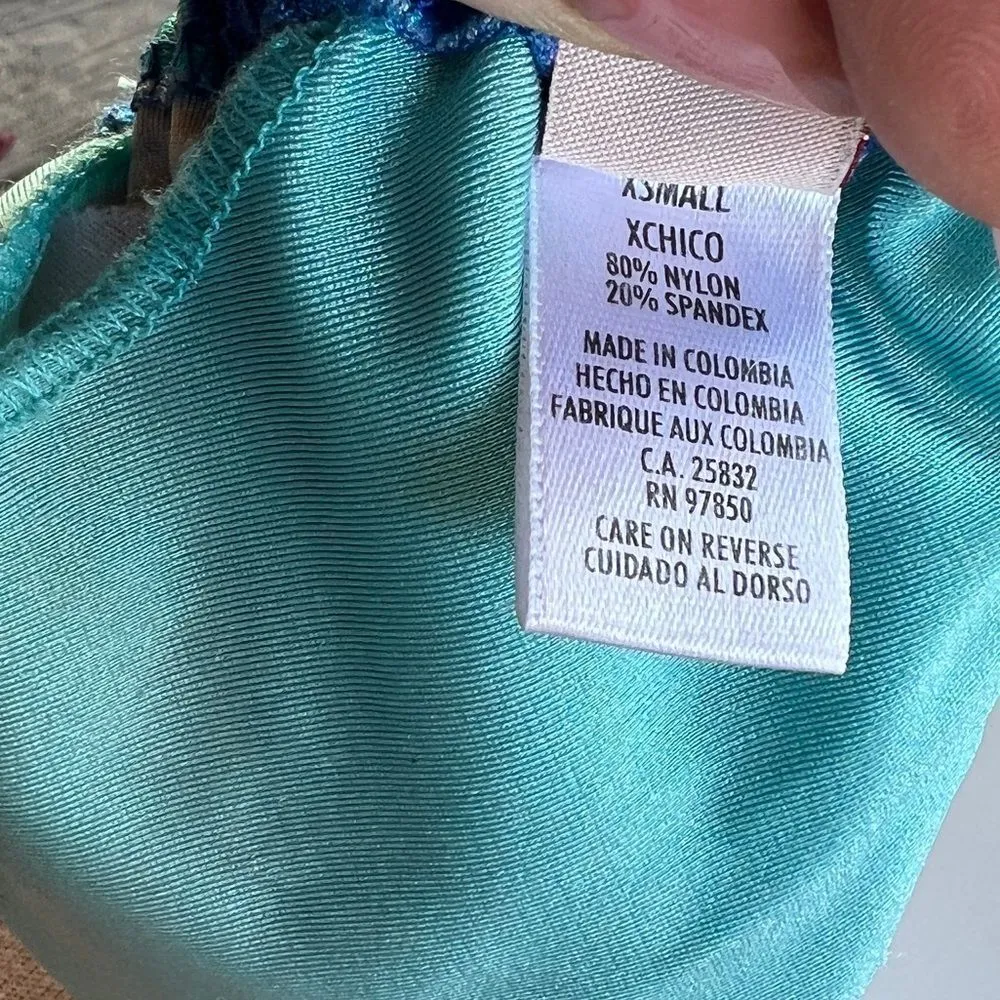 XSMALL
XCHICO
80% NYLON
20% SPANDEX
MADE IN COLOMBIA
HECHO EN COLOMBIA
FABRIQUE AUX COLOMBIA
C.A. 25832
RN 97850
CARE ON REVERSE
CUIDADO AL DORSO